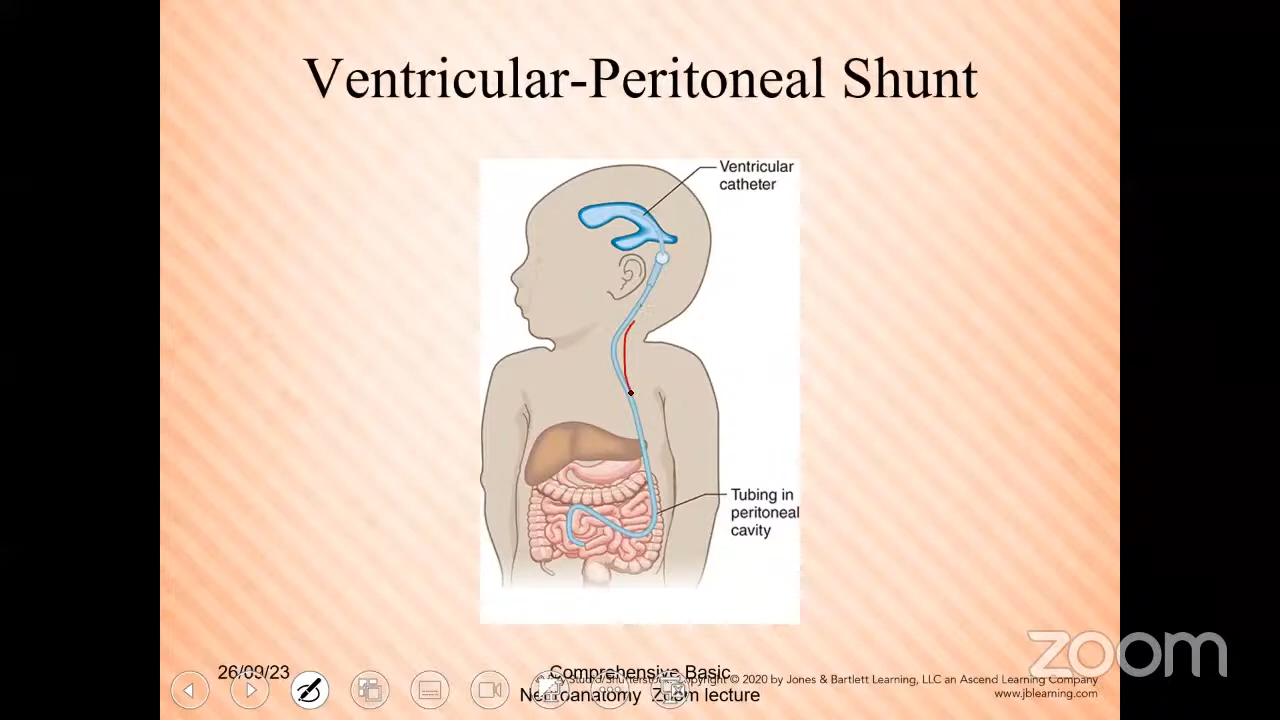 Ventricular-Peritoneal Shunt
Ventricular
catheter
Tubing in
peritoneal
cavity
zoom
26/09/23
Comprehensive Basic
Neuroanatomy Zoom lecture
Copyright © 2020 by Jones & Bartlett Learning, LLC an Ascend Learning Company
www.jblearning.com